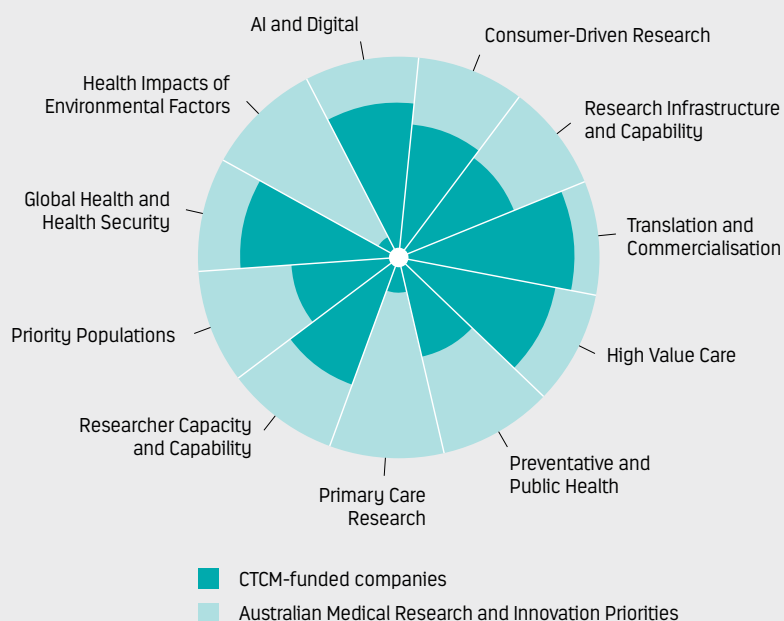 AI and Digital
Consumer-Driven Research
Health Impacts of
Environmental Factors
Research Infrastructure
and Capability
Global Health and
Health Security
Translation and
Commercialisation
Priority Populations
High Value Care
Researcher Capacity
and Capability
Preventative and
Public Health
Primary Care
Research
CTCM-funded companies
Australian Medical Research and Innovation Priorities